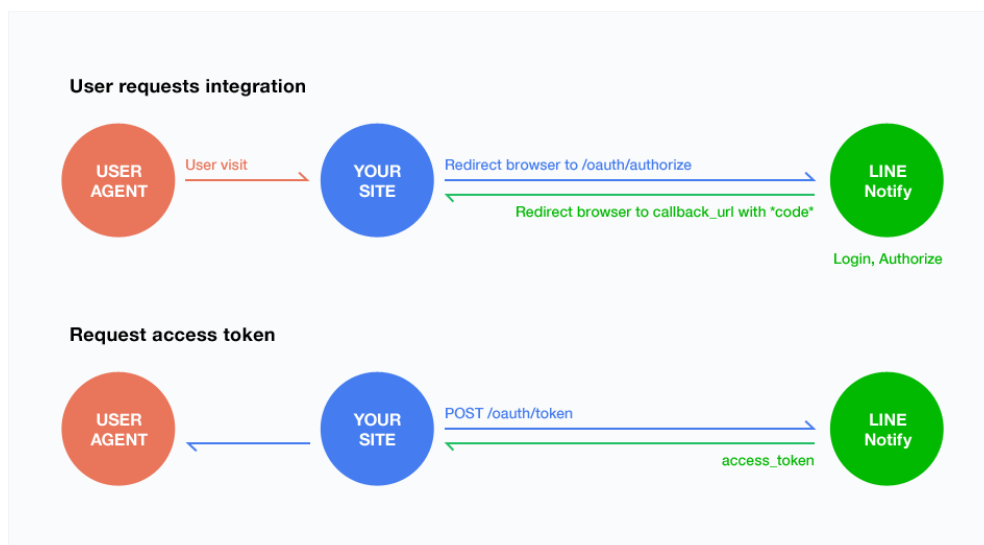 User requests integration
USER
AGENT
User visit
YOUR
SITE
Redirect browser to /oauth/authorize
Redirect browser to callback_url with *code*
LINE
Notify
Login, Authorize
Request access token
USER
AGENT
YOUR
SITE
POST /oauth/token
access_token
LINE
Notify